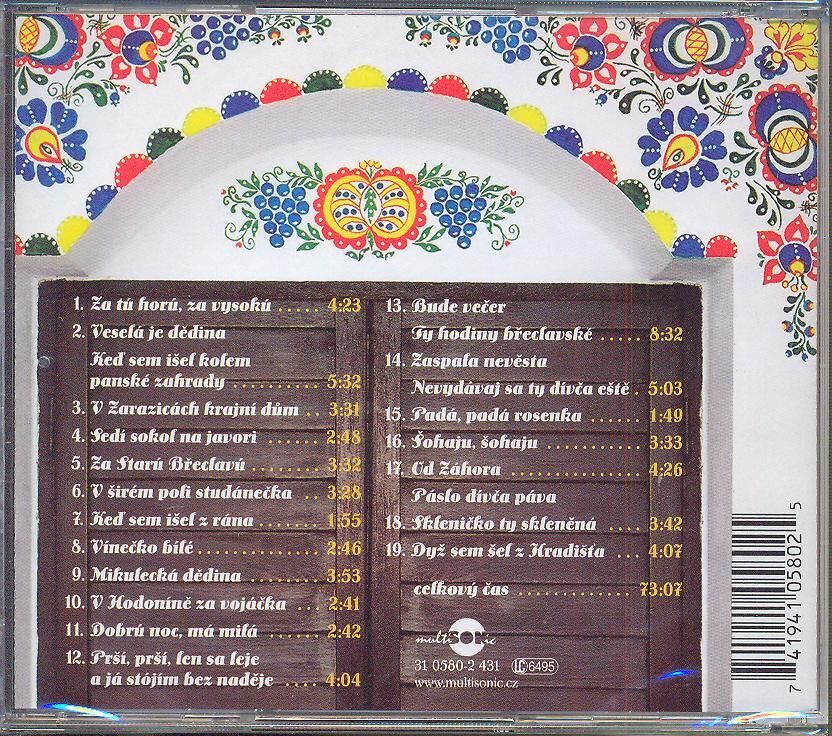 1. Za tú horú, za vysokú ..... 4:23
2. Veselá je dědina
Keď sem išel kolem
panské zahrady .......... 5:32
3. V Zarazicách krajní dům .. 3:31
4. Sedí sokol na javori ....... 2:48
5. Za Starú Břeclavú ........ 3:32
6. V širém poli studánečka .. 3:28
7. Keď sem išel z rána ....... 1:55
8. Vínečko bílé .............. 2:46
9. Mikulecká dědina ......... 3:53
10. V Hodoníně za vojáčka ... 2:41
11. Dobrú noc, má milá ...... 2:42
12. Prší, prší, len sa leje
a já stójím bez naděje .... 4:04
13. Bude večer
Ty hodiny břeclavské ..... 8:32
14. Zaspala nevěsta
Nevydávaj sa ty dívča eště . 5:03
15. Padá, padá rosenka ...... 1:49
16. Šohaju, šohaju ........... 3:33
17. Od Záhora ............... 4:26
Páslo dívča páva
18. Skleničko ty skleněná .... 3:42
19. Dyž sem šel z Hradišťa ... 4:07
celkový čas ............. 73:07
multiSONic
31 0580-2 431 LC 6495
www.multisonic.cz
7 41941 05802 5